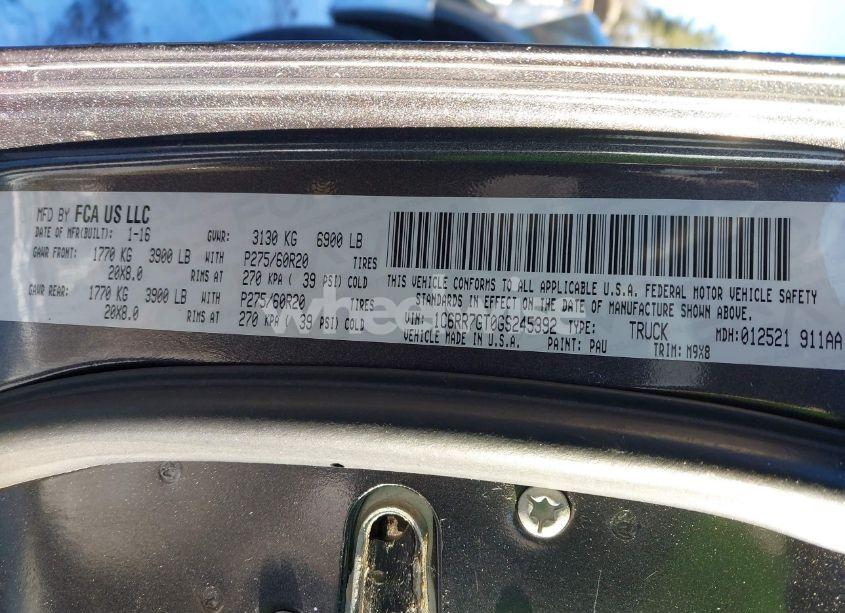 MFD BY FCA US LLC
DATE OF MFR(BUILT): 1-16 GVWR: 3130 KG 6900 LB
GAWR FRONT: 1770 KG 3900 LB WITH P275/60R20 TIRES
20X8.0 RIMS AT 270 KPA ( 39 PSI) COLD
GAWR REAR: 1770 KG 3900 LB WITH P275/60R20 TIRES
20X8.0 RIMS AT 270 KPA ( 39 PSI) COLD
THIS VEHICLE CONFORMS TO ALL APPLICABLE U.S.A. FEDERAL MOTOR VEHICLE SAFETY
STANDARDS IN EFFECT ON THE DATE OF MANUFACTURE SHOWN ABOVE.
VIN: 1C6RR7GT0GS245992 TYPE: TRUCK MDH: 012521 911AA
VEHICLE MADE IN U.S.A. PAINT: PAU TRIM: M9X8